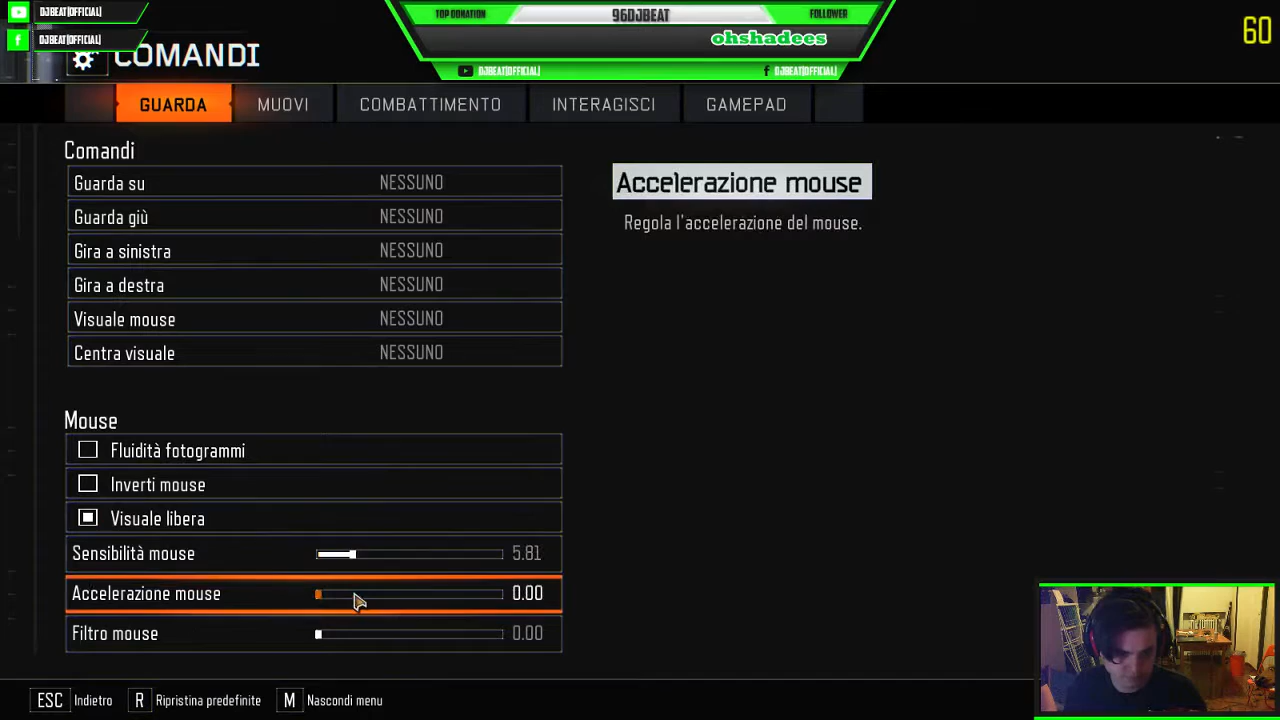 DJBEAT|OFFICIAL|
DJBEAT|OFFICIAL|
TOP DONATION
96DJBEAT
FOLLOWER
ohshadees
DJBEAT|OFFICIAL|
DJBEAT|OFFICIAL|
60
COMANDI
GUARDA
MUOVI
COMBATTIMENTO
INTERAGISCI
GAMEPAD
Comandi
Guarda su NESSUNO
Guarda giù NESSUNO
Gira a sinistra NESSUNO
Gira a destra NESSUNO
Visuale mouse NESSUNO
Centra visuale NESSUNO
Accelerazione mouse
Regola l'accelerazione del mouse.
Mouse
Fluidità fotogrammi
Inverti mouse
Visuale libera
Sensibilità mouse 5.81
Accelerazione mouse 0.00
Filtro mouse 0.00
ESC Indietro R Ripristina predefinite M Nascondi menu